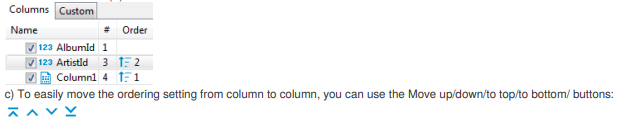 Columns Custom
Name # Order
123 AlbumId 1
123 ArtistId 3 2
Column1 4 1
c) To easily move the ordering setting from column to column, you can use the Move up/down/to top/to bottom/ buttons: